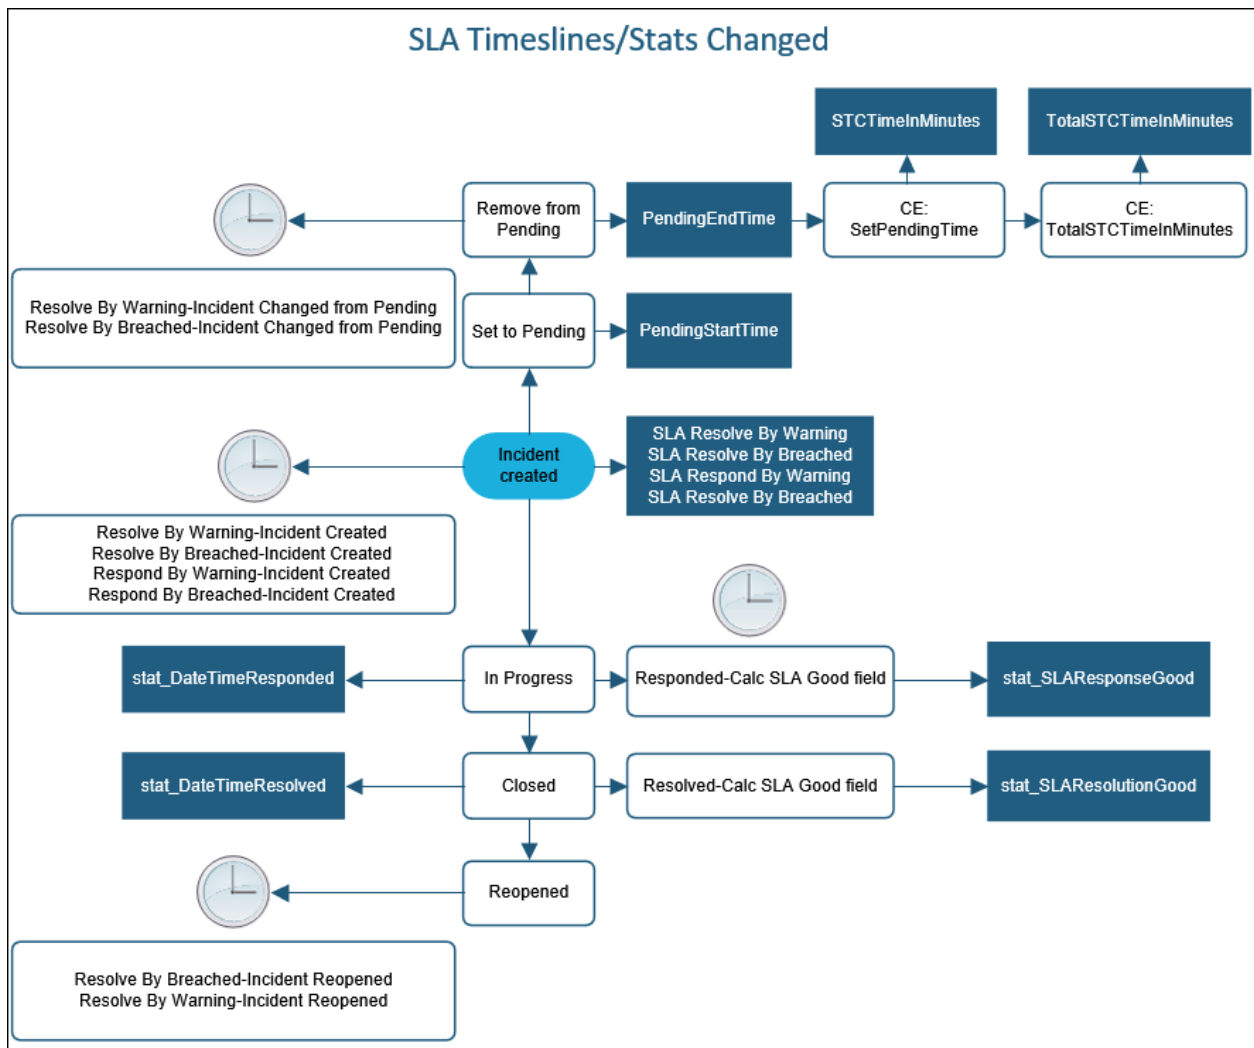 SLA Timeslines/Stats Changed
STCTimeInMinutes
TotalSTCTimeInMinutes
Remove from
Pending
PendingEndTime
CE:
SetPendingTime
CE:
TotalSTCTimeInMinutes
Resolve By Warning-Incident Changed from Pending
Resolve By Breached-Incident Changed from Pending
Set to Pending
PendingStartTime
Incident
created
SLA Resolve By Warning
SLA Resolve By Breached
SLA Respond By Warning
SLA Resolve By Breached
Resolve By Warning-Incident Created
Resolve By Breached-Incident Created
Respond By Warning-Incident Created
Respond By Breached-Incident Created
stat_DateTimeResponded
In Progress
Responded-Calc SLA Good field
stat_SLAResponseGood
stat_DateTimeResolved
Closed
Resolved-Calc SLA Good field
stat_SLAResolutionGood
Reopened
Resolve By Breached-Incident Reopened
Resolve By Warning-Incident Reopened